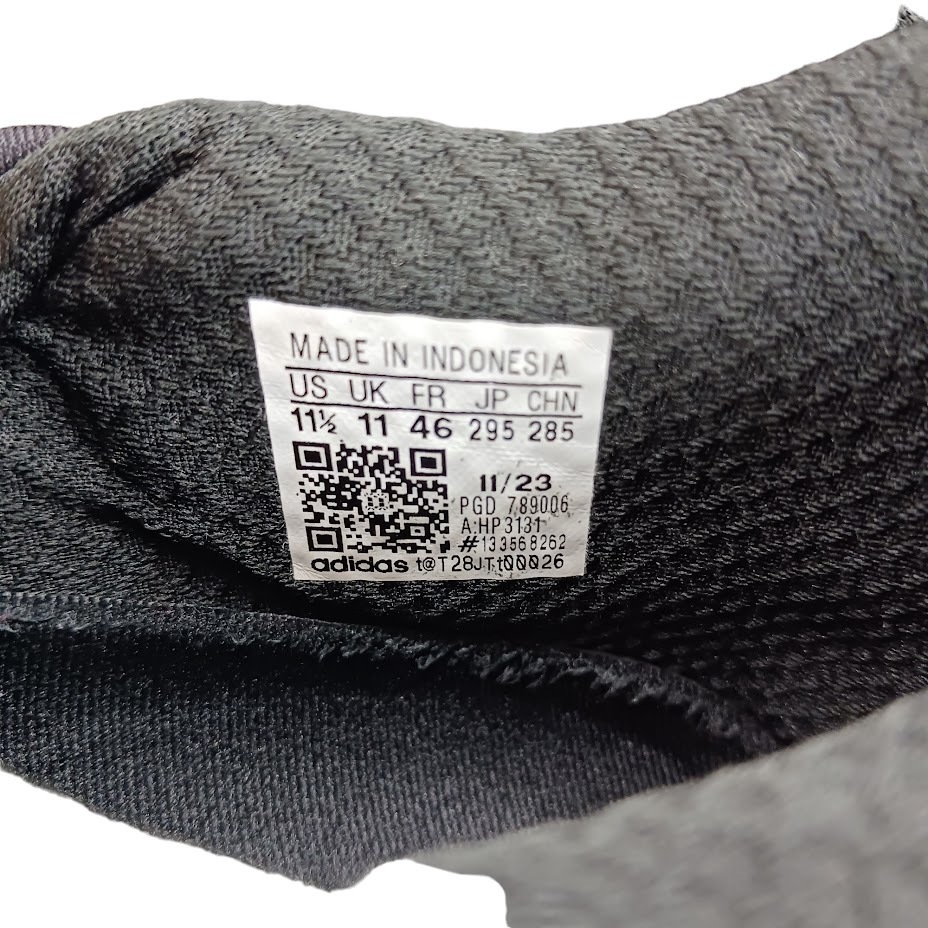 MADE IN INDONESIA
US UK FR JP CHN
11½ 11 46 295 285
11/23
PGD 789006
A:HP3131
#133568262
adidas t@T28JTt00026